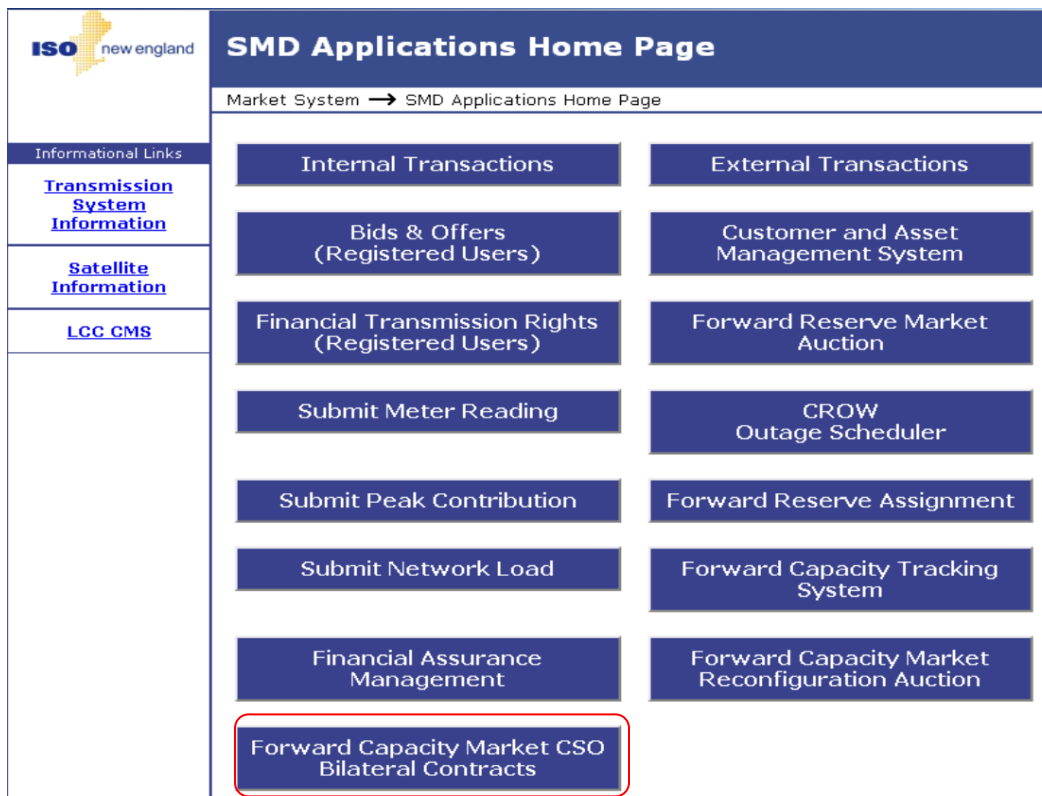 ISO new england
SMD Applications Home Page
Market System → SMD Applications Home Page
Informational Links
Transmission
System
Information
Satellite
Information
LCC CMS
Internal Transactions
External Transactions
Bids & Offers
(Registered Users)
Customer and Asset
Management System
Financial Transmission Rights
(Registered Users)
Forward Reserve Market
Auction
Submit Meter Reading
CROW
Outage Scheduler
Submit Peak Contribution
Forward Reserve Assignment
Submit Network Load
Forward Capacity Tracking
System
Financial Assurance
Management
Forward Capacity Market
Reconfiguration Auction
Forward Capacity Market CSO
Bilateral Contracts